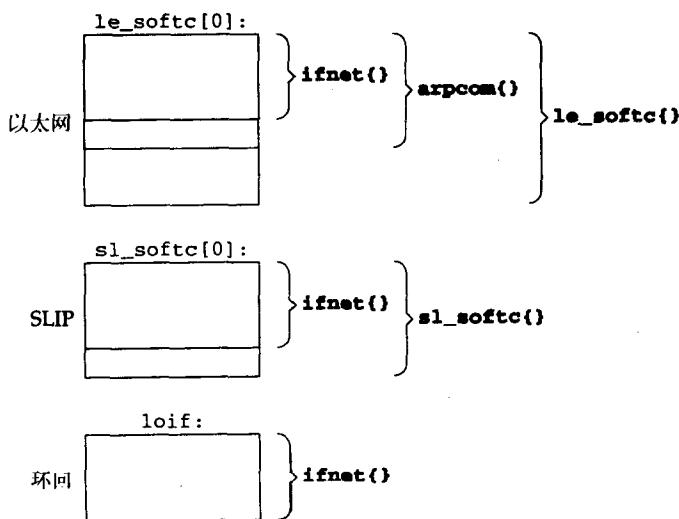 le_softc[0]:
ifnet{}
arpcom{}
le_softc{}
以太网
sl_softc[0]:
SLIP
ifnet{}
sl_softc{}
loif:
环回
ifnet{}